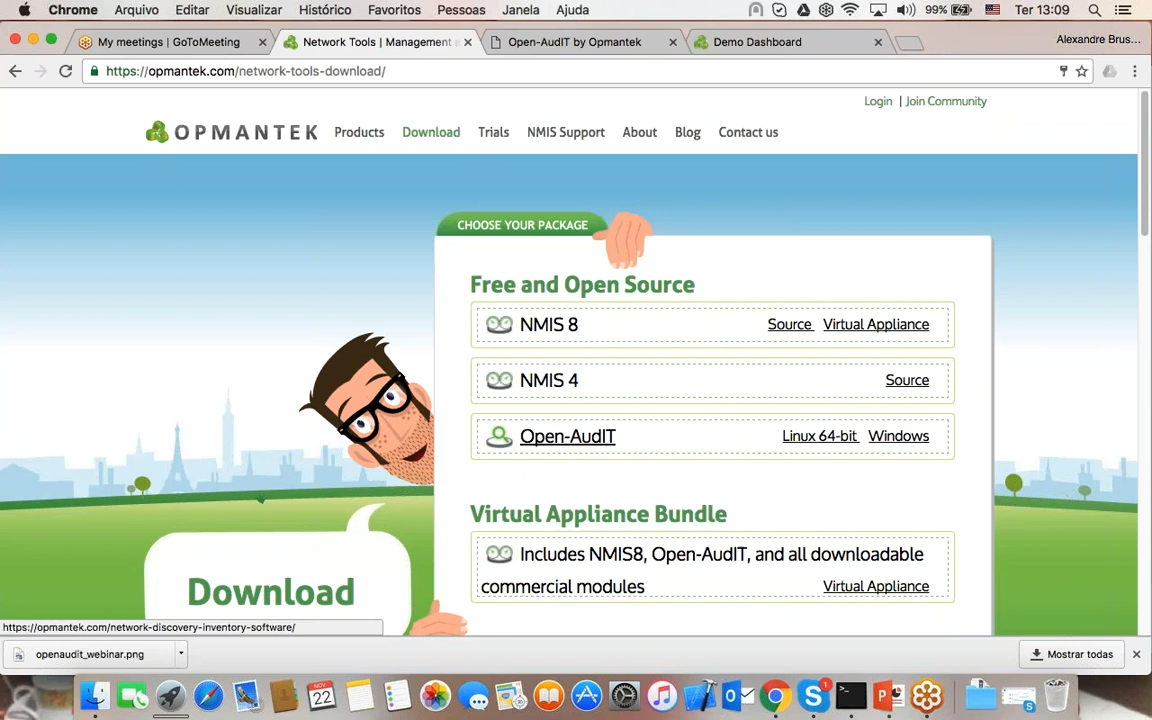 Chrome Arquivo Editar Visualizar Histórico Favoritos Pessoas Janela Ajuda 99% Ter 13:09
My meetings | GoToMeeting
Network Tools | Management
Open-AudIT by Opmantek
Demo Dashboard
Alexandre Brus...
https://opmantek.com/network-tools-download/
Login | Join Community
OPMANTEK Products Download Trials NMIS Support About Blog Contact us
CHOOSE YOUR PACKAGE
Free and Open Source
NMIS 8 Source Virtual Appliance
NMIS 4 Source
Open-AudIT Linux 64-bit Windows
Virtual Appliance Bundle
Includes NMIS8, Open-AudIT, and all downloadable
commercial modules Virtual Appliance
Download
https://opmantek.com/network-discovery-inventory-software/
openaudit_webinar.png Mostrar todas
NOV
22
1